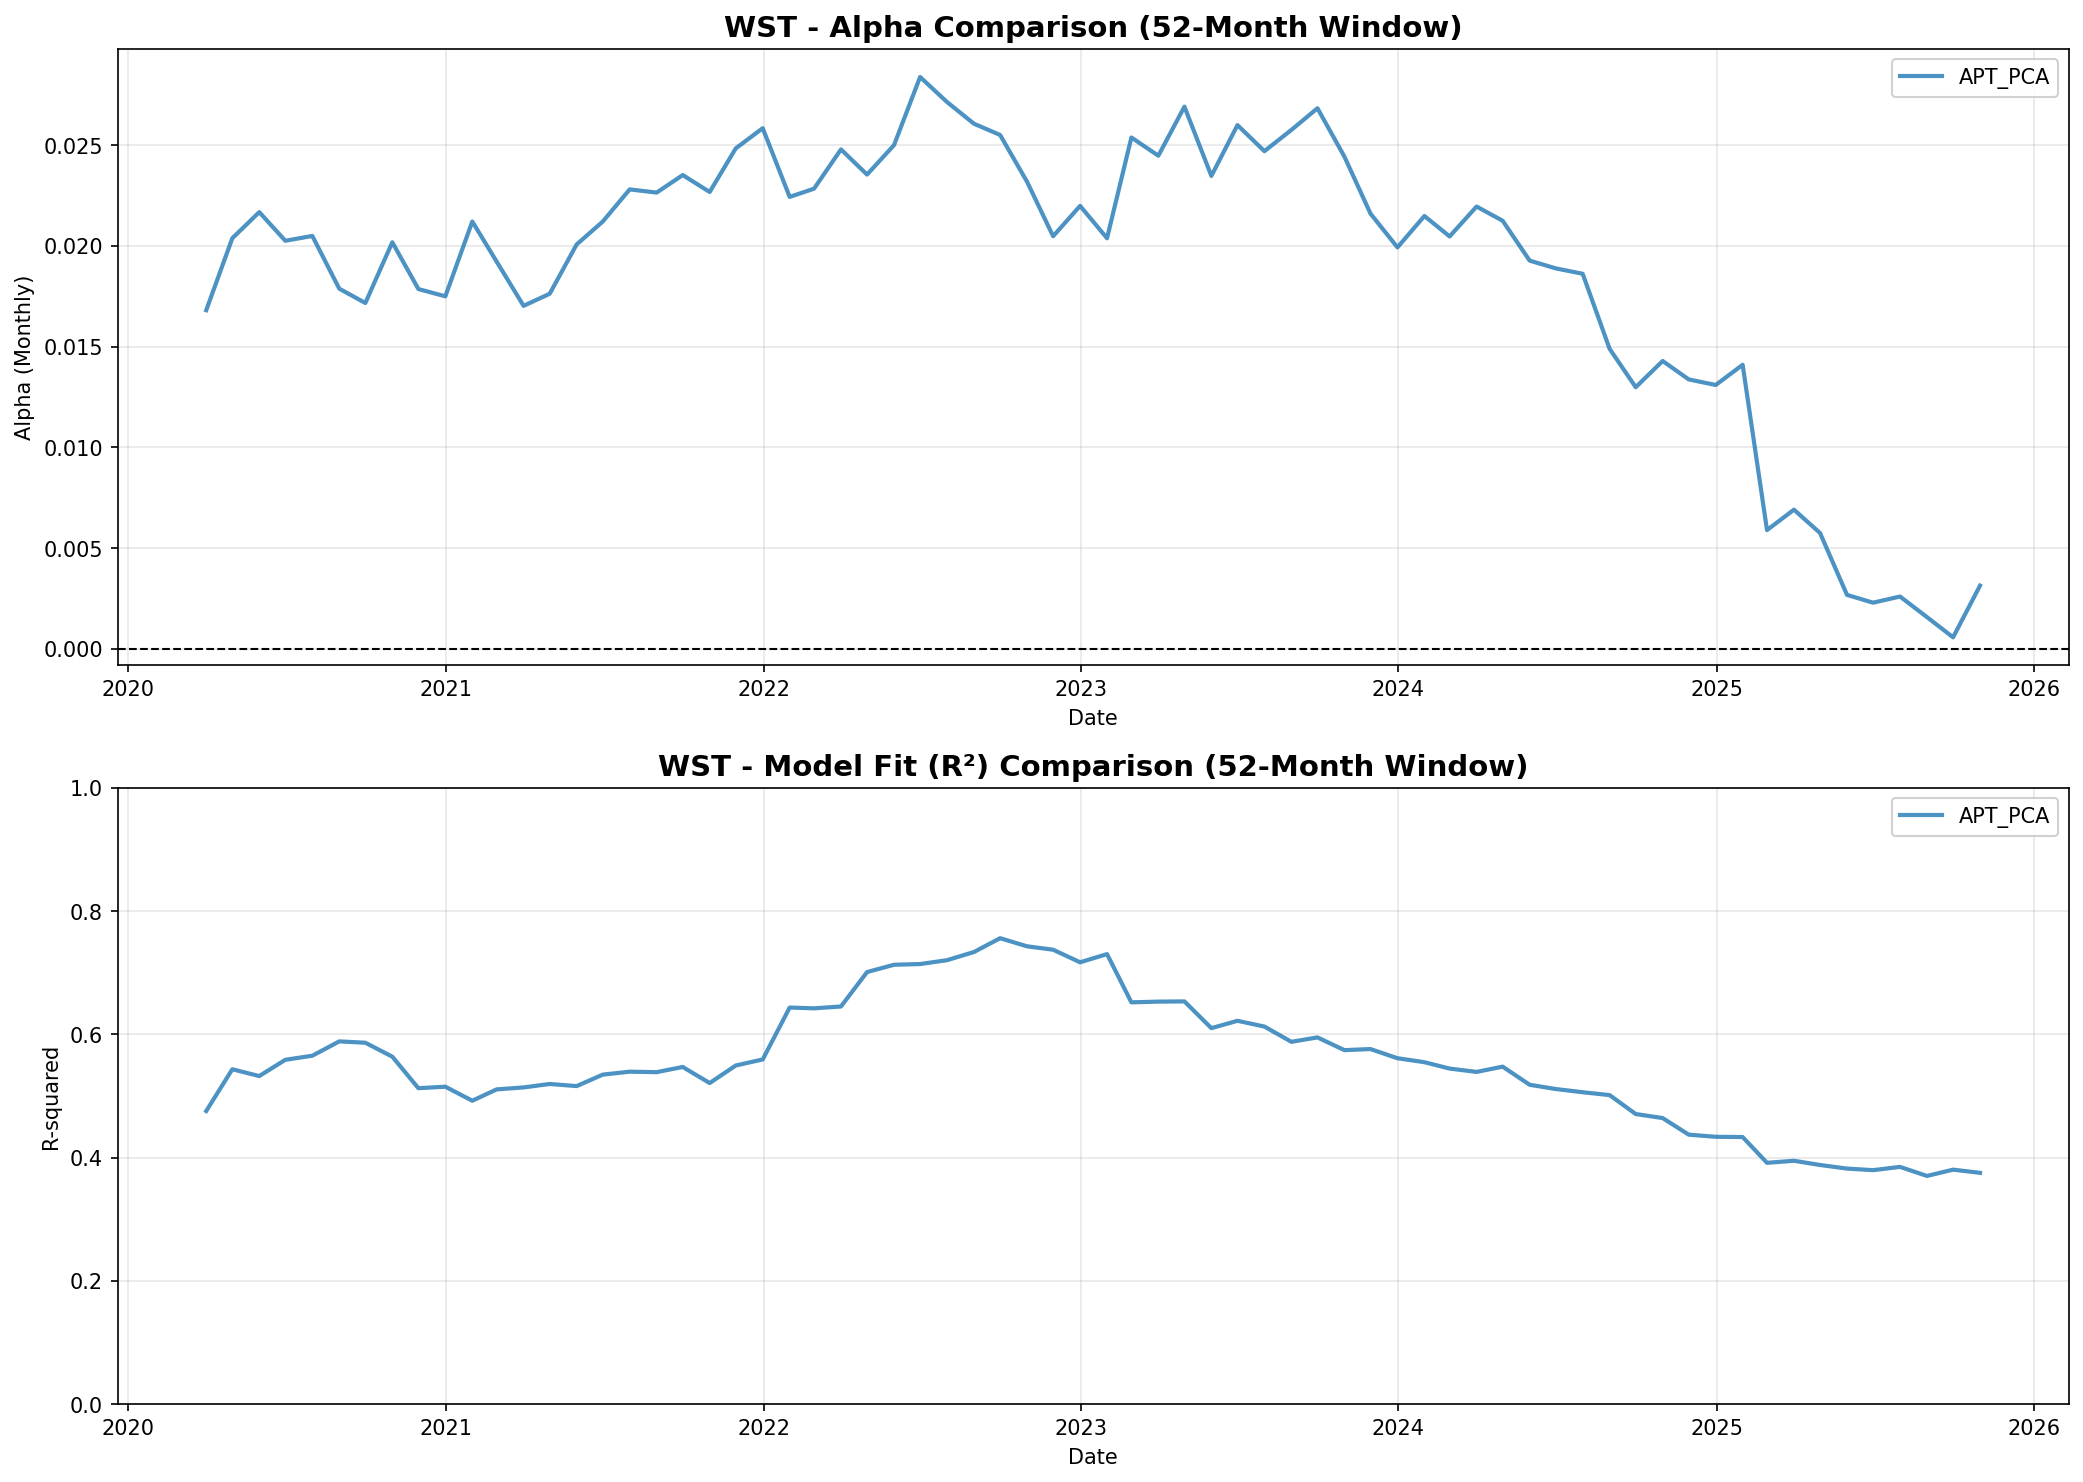 WST - Alpha Comparison (52-Month Window)
APT_PCA
Alpha (Monthly)
0.025
0.020
0.015
0.010
0.005
0.000
2020 2021 2022 2023 2024 2025 2026
Date
WST - Model Fit (R²) Comparison (52-Month Window)
APT_PCA
R-squared
1.0
0.8
0.6
0.4
0.2
0.0
2020 2021 2022 2023 2024 2025 2026
Date